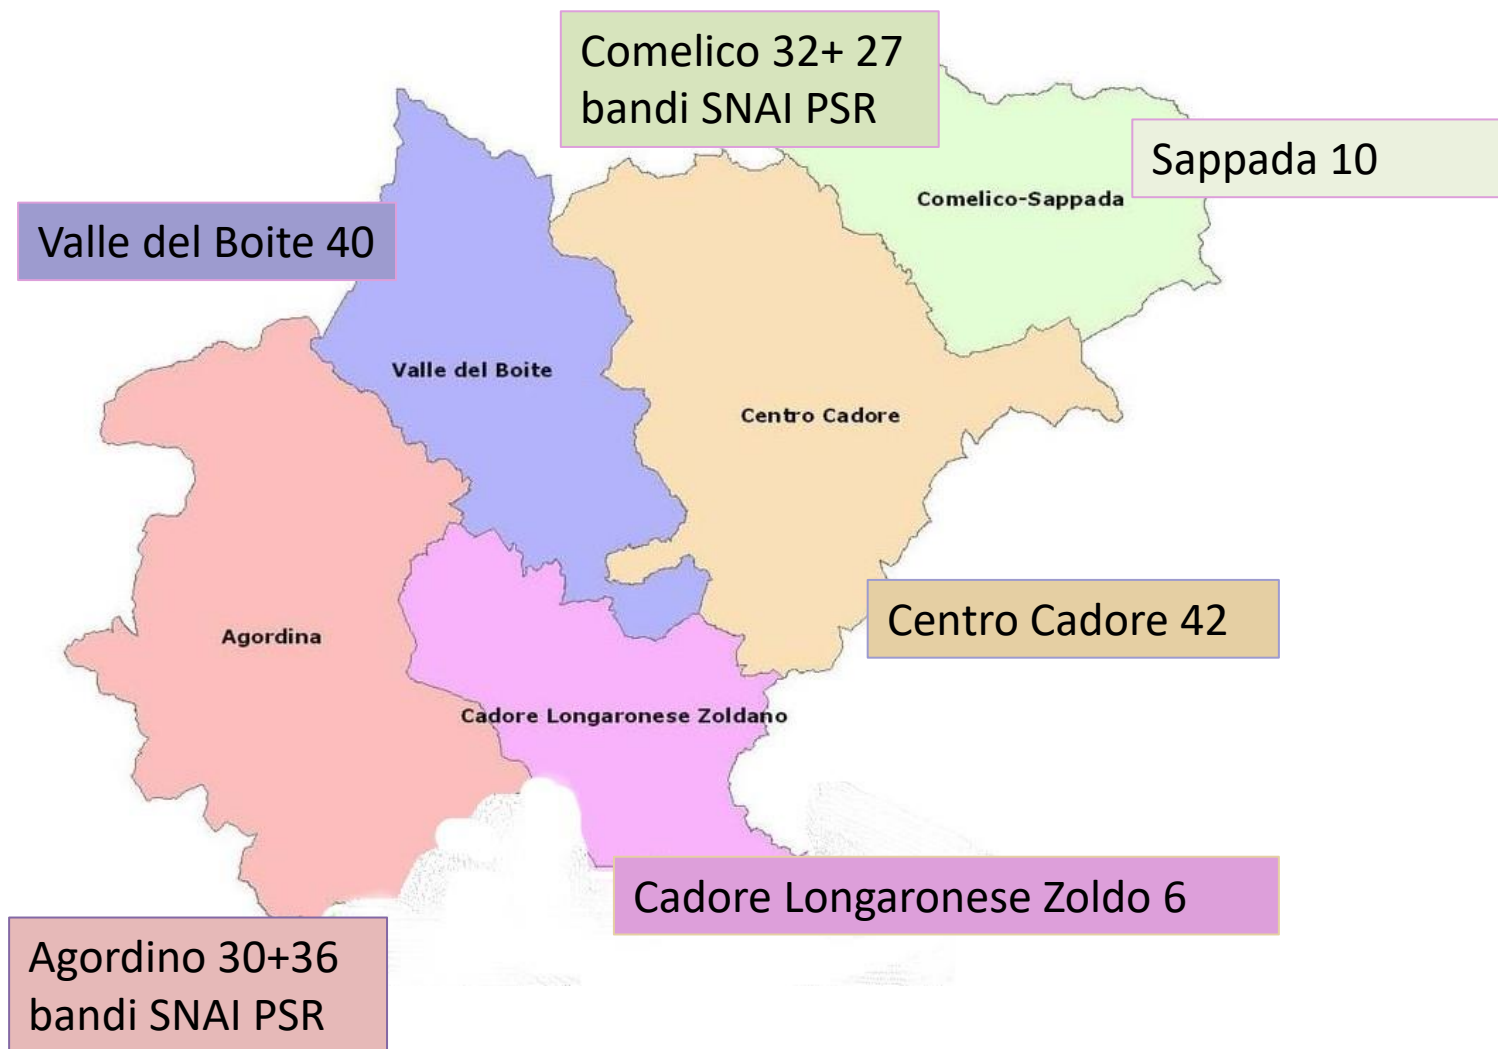 Comelico 32+ 27
bandi SNAI PSR
Sappada 10
Comelico-Sappada
Valle del Boite 40
Valle del Boite
Centro Cadore
Centro Cadore 42
Agordina
Cadore Longaronese Zoldano
Cadore Longaronese Zoldo 6
Agordino 30+36
bandi SNAI PSR